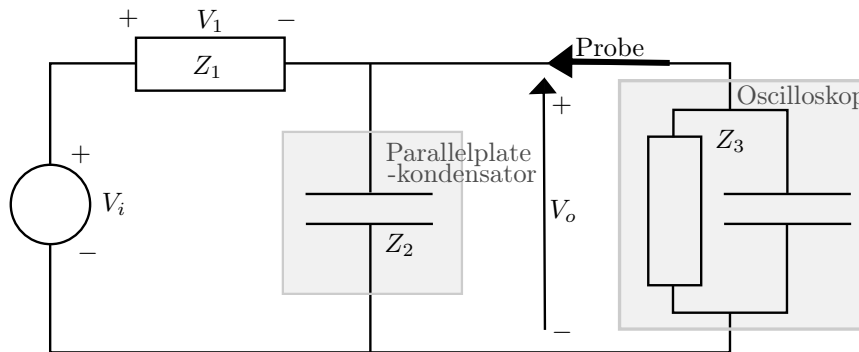 + V₁ −
Z₁
Probe
+
Oscilloskop
Z₃
Parallelplate
-kondensator
+
Vᵢ
Vₒ
Z₂
−
−